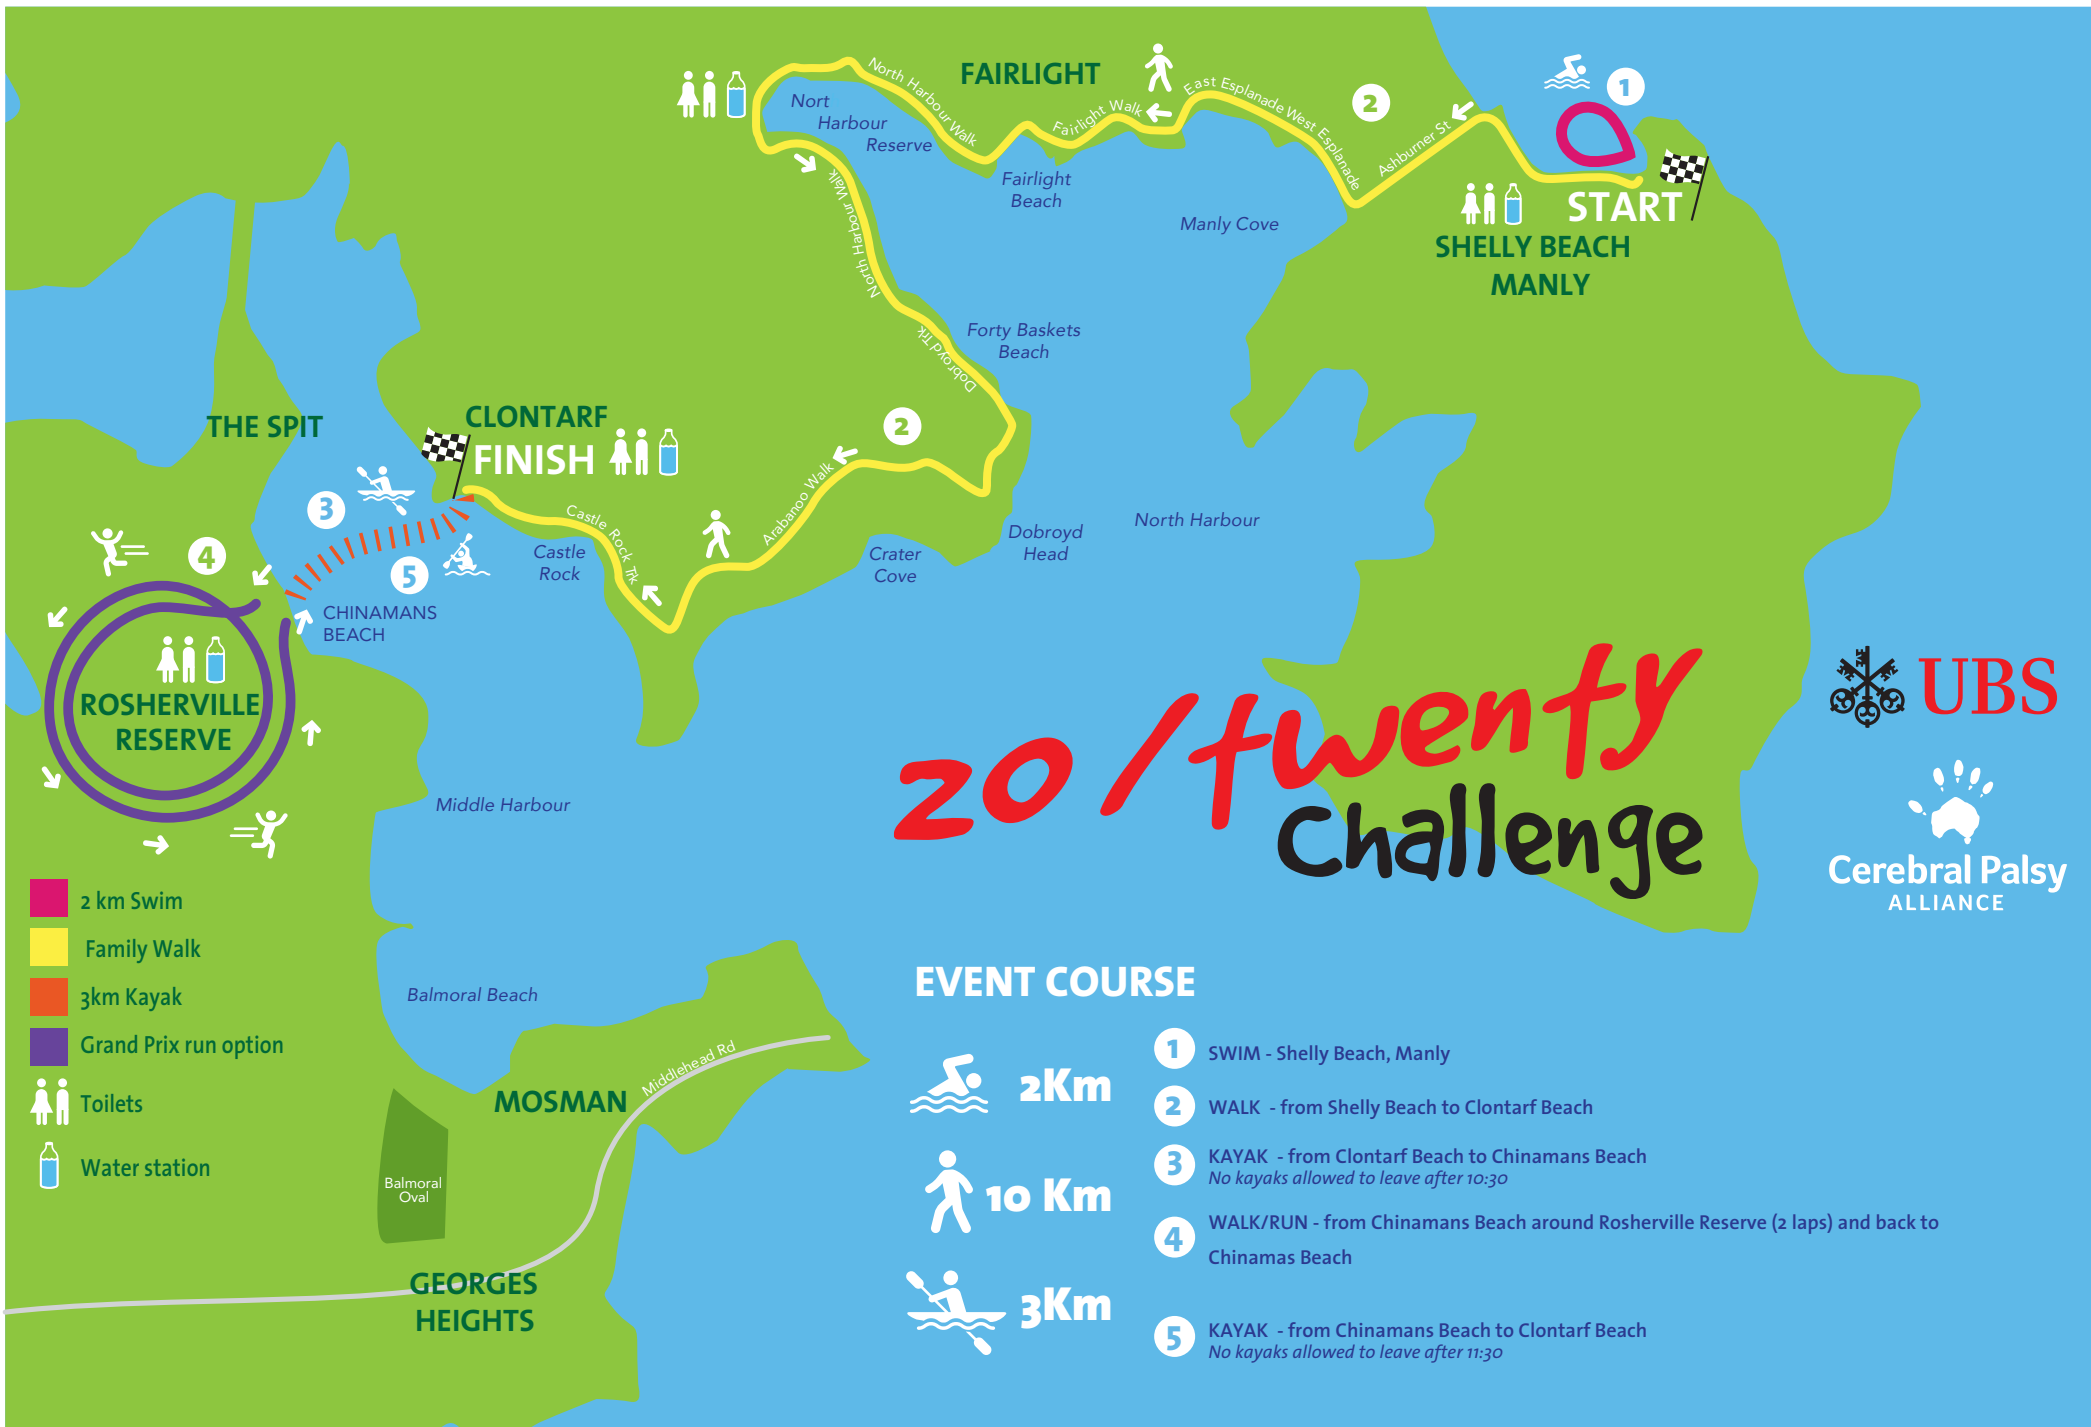 FAIRLIGHT
North Harbour Walk
Nort
Harbour
Reserve
Fairlight Walk
East Esplanade West Esplanade
2
1
Ashburner St
Fairlight
Beach
Manly Cove
START
SHELLY BEACH
MANLY
North Harbour Walk
Dobroyd Trk
Forty Baskets
Beach
THE SPIT
CLONTARF
FINISH
2
3
Arabanoo Walk
Castle Rock Trk
Castle
Rock
Crater
Cove
Dobroyd
Head
North Harbour
4
5
CHINAMANS
BEACH
ROSHERVILLE
RESERVE
Middle Harbour
20/twenty
Challenge
UBS
Cerebral Palsy
ALLIANCE
2 km Swim
Family Walk
3km Kayak
Grand Prix run option
Toilets
Water station
Balmoral Beach
MOSMAN
Middlehead Rd
Balmoral
Oval
GEORGES
HEIGHTS
EVENT COURSE
2Km
10 Km
3Km
1 SWIM - Shelly Beach, Manly
2 WALK - from Shelly Beach to Clontarf Beach
3 KAYAK - from Clontarf Beach to Chinamans Beach
No kayaks allowed to leave after 10:30
4 WALK/RUN - from Chinamans Beach around Rosherville Reserve (2 laps) and back to
Chinamas Beach
5 KAYAK - from Chinamans Beach to Clontarf Beach
No kayaks allowed to leave after 11:30